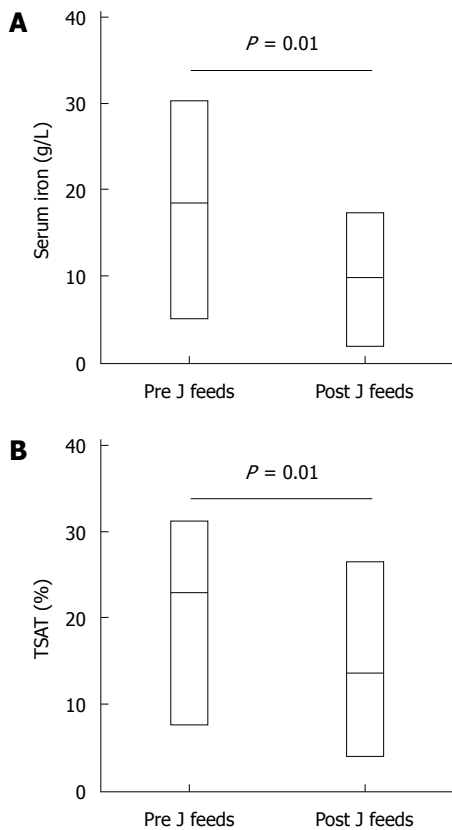 A
P = 0.01
Serum iron (g/L)
40
30
20
10
0
Pre J feeds Post J feeds
B
P = 0.01
TSAT (%)
40
30
20
10
0
Pre J feeds Post J feeds